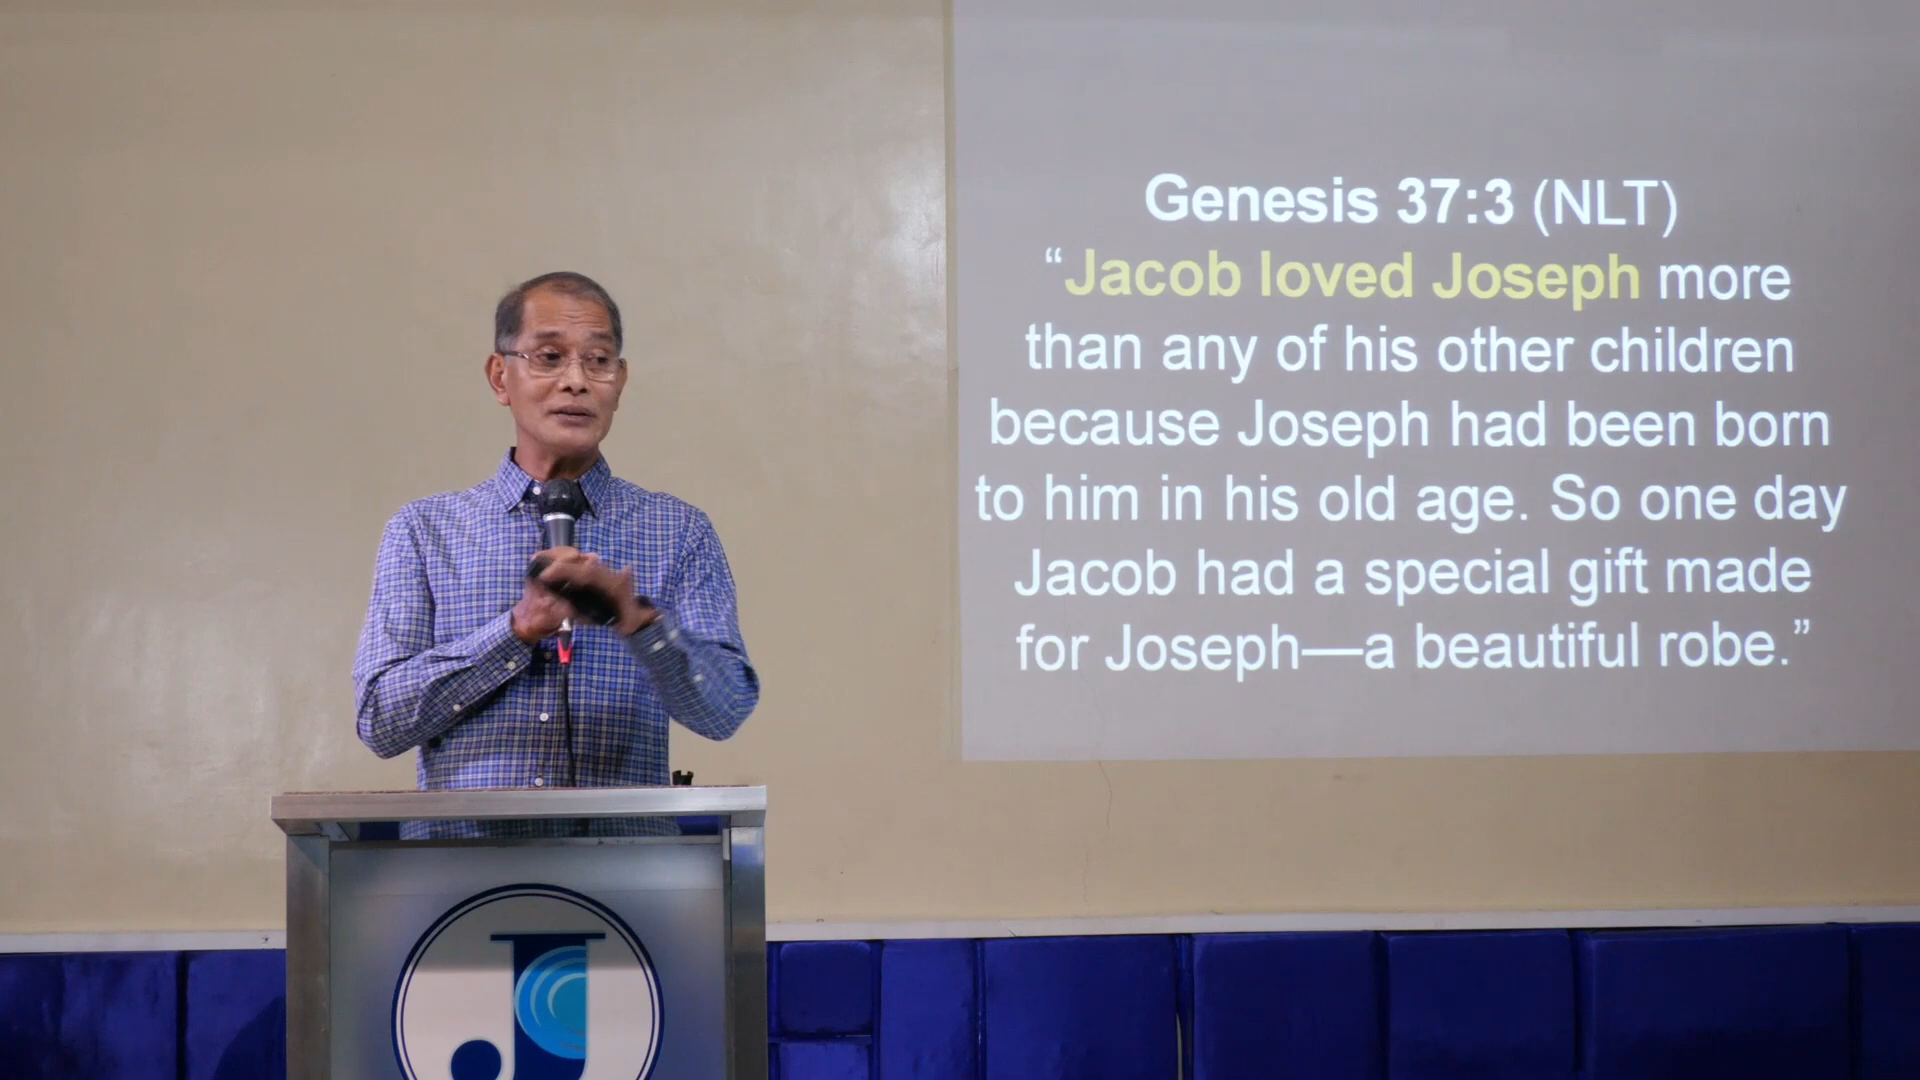 Genesis 37:3 (NLT)
“Jacob loved Joseph more
than any of his other children
because Joseph had been born
to him in his old age. So one day
Jacob had a special gift made
for Joseph—a beautiful robe.”
J